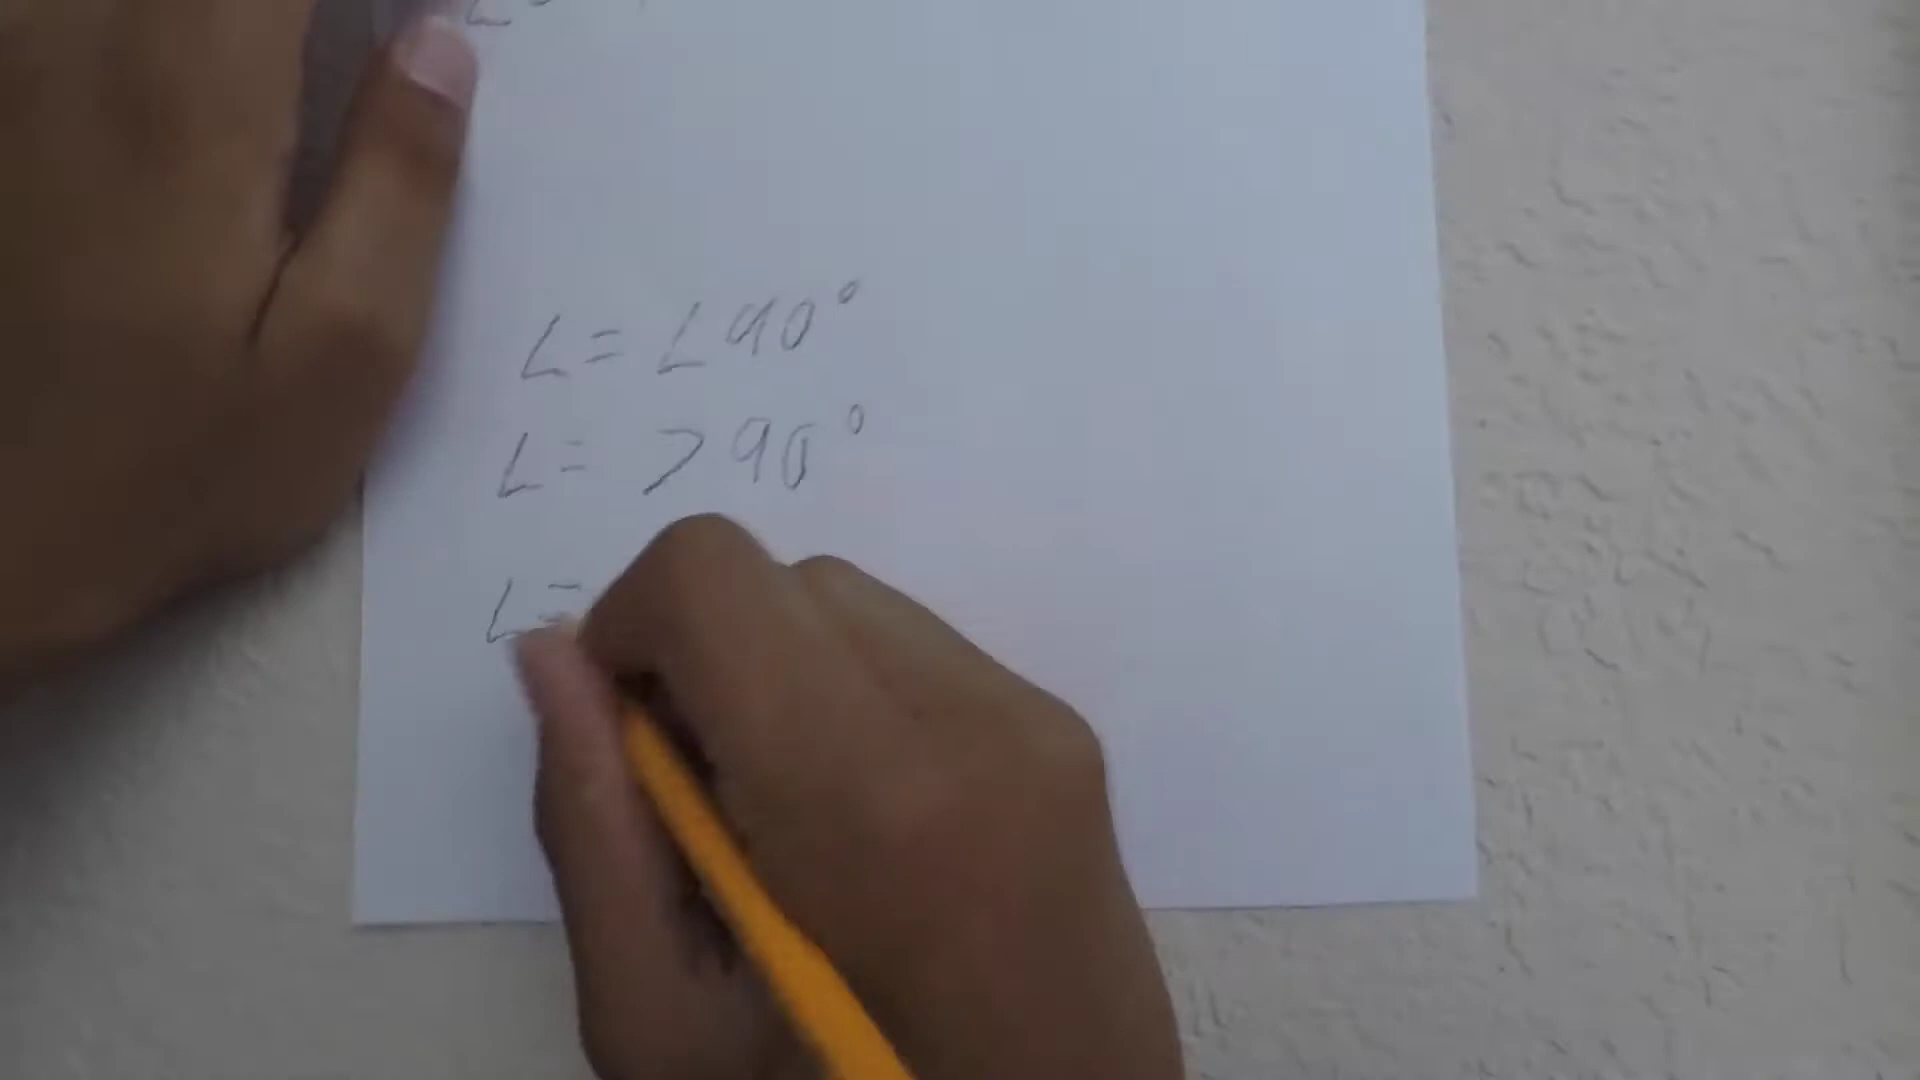 ∠= <90°
∠= >90°
∠=